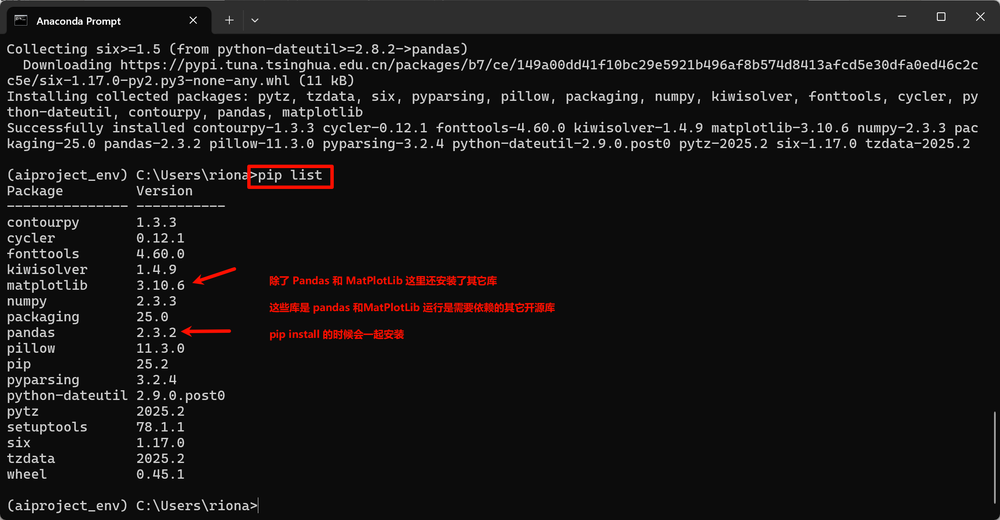 Anaconda Prompt
Collecting six>=1.5 (from python-dateutil>=2.8.2->pandas)
  Downloading https://pypi.tuna.tsinghua.edu.cn/packages/b7/ce/149a00dd41f10bc29e5921b496af8b574d8413afcd5e30dfa0ed46c2c
c5e/six-1.17.0-py2.py3-none-any.whl (11 kB)
Installing collected packages: pytz, tzdata, six, pyparsing, pillow, packaging, numpy, kiwisolver, fonttools, cycler, py
thon-dateutil, contourpy, pandas, matplotlib
Successfully installed contourpy-1.3.3 cycler-0.12.1 fonttools-4.60.0 kiwisolver-1.4.9 matplotlib-3.10.6 numpy-2.3.3 pac
kaging-25.0 pandas-2.3.2 pillow-11.3.0 pyparsing-3.2.4 python-dateutil-2.9.0.post0 pytz-2025.2 six-1.17.0 tzdata-2025.2
(aiproject_env) C:\Users\riona>pip list
Package         Version
--------------- -----------
contourpy       1.3.3
cycler          0.12.1
fonttools       4.60.0
kiwisolver      1.4.9
matplotlib      3.10.6
numpy           2.3.3
packaging       25.0
pandas          2.3.2
pillow          11.3.0
pip             25.2
pyparsing       3.2.4
python-dateutil 2.9.0.post0
pytz            2025.2
setuptools      78.1.1
six             1.17.0
tzdata          2025.2
wheel           0.45.1
除了 Pandas 和 MatPlotLib 这里还安装了其它库
这些库是 pandas 和MatPlotLib 运行是需要依赖的其它开源库
pip install 的时候会一起安装
(aiproject_env) C:\Users\riona>